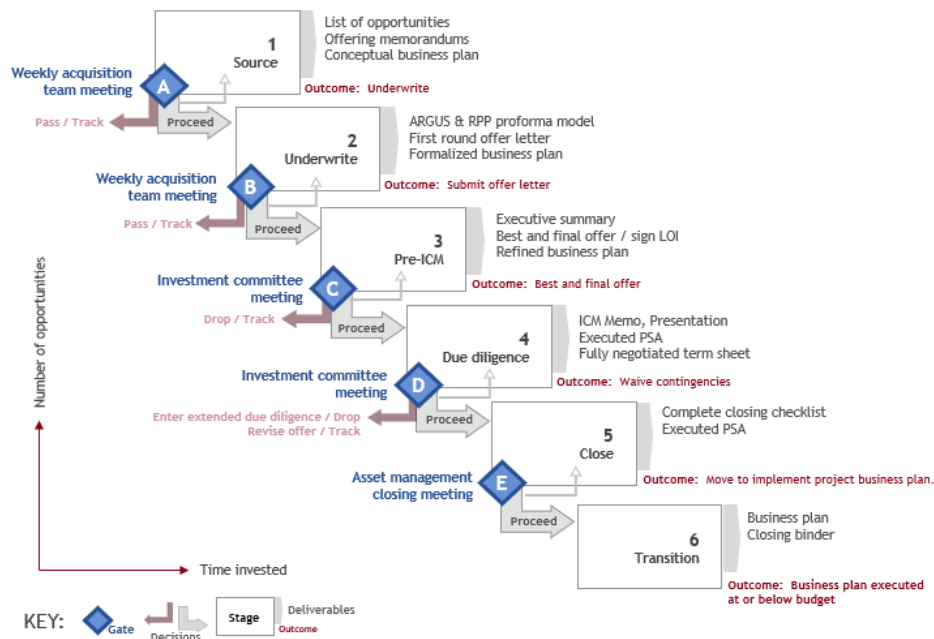 1
Source
List of opportunities
Offering memorandums
Conceptual business plan
Outcome: Underwrite
Weekly acquisition
team meeting
A
Pass / Track
Proceed
2
Underwrite
ARGUS & RPP proforma model
First round offer letter
Formalized business plan
Outcome: Submit offer letter
Weekly acquisition
team meeting
B
Pass / Track
Proceed
3
Pre-ICM
Executive summary
Best and final offer / sign LOI
Refined business plan
Outcome: Best and final offer
Investment committee
meeting
C
Drop / Track
Proceed
4
Due diligence
ICM Memo, Presentation
Executed PSA
Fully negotiated term sheet
Outcome: Waive contingencies
Investment committee
meeting
D
Enter extended due diligence / Drop
Revise offer / Track
Proceed
5
Close
Complete closing checklist
Executed PSA
Outcome: Move to implement project business plan.
Asset management
closing meeting
E
Proceed
6
Transition
Business plan
Closing binder
Outcome: Business plan executed
at or below budget
Number of opportunities
Time invested
KEY:
Gate
Decisions
Stage
Deliverables
Outcome